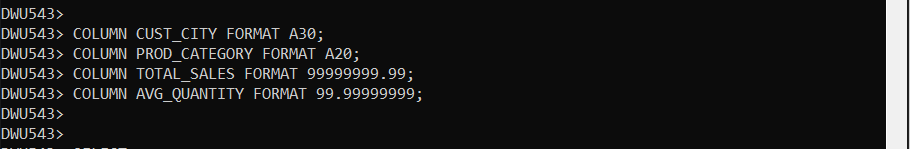 DWU543>
DWU543> COLUMN CUST_CITY FORMAT A30;
DWU543> COLUMN PROD_CATEGORY FORMAT A20;
DWU543> COLUMN TOTAL_SALES FORMAT 99999999.99;
DWU543> COLUMN AVG_QUANTITY FORMAT 99.99999999;
DWU543>
DWU543>